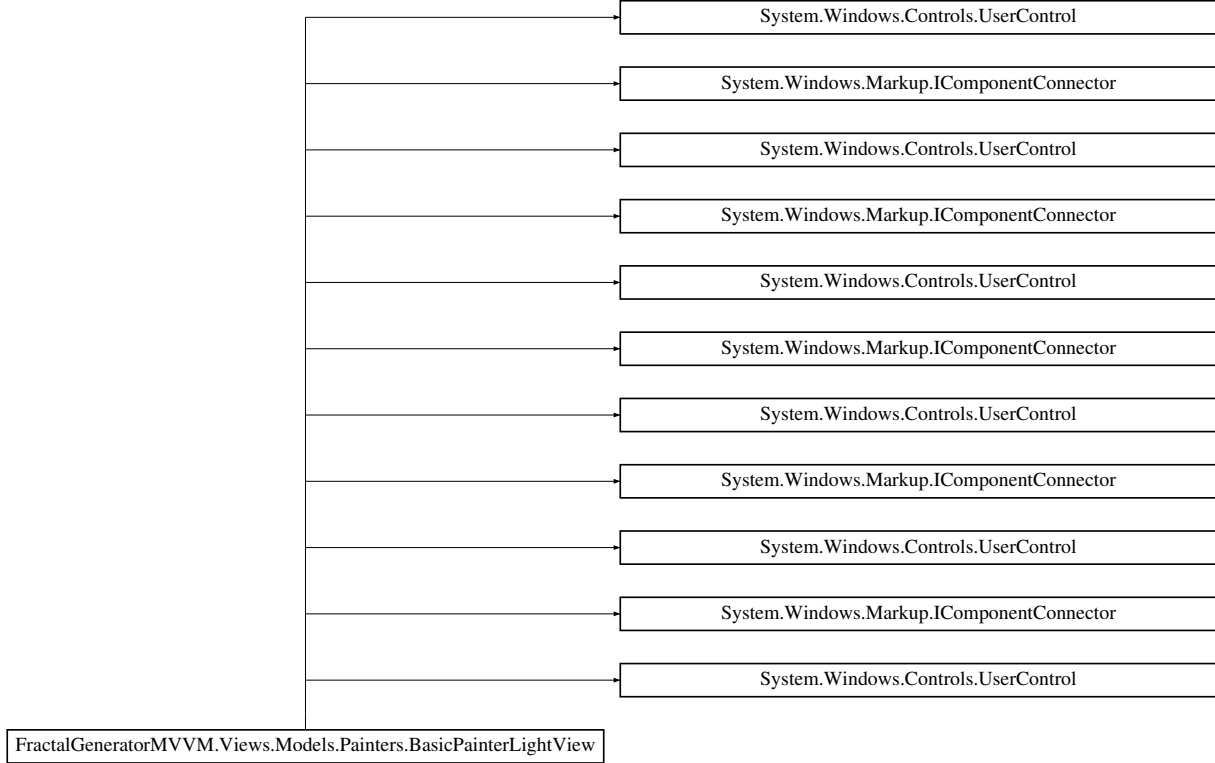 System.Windows.Controls.UserControl
System.Windows.Markup.IComponentConnector
System.Windows.Controls.UserControl
System.Windows.Markup.IComponentConnector
System.Windows.Controls.UserControl
System.Windows.Markup.IComponentConnector
System.Windows.Controls.UserControl
System.Windows.Markup.IComponentConnector
System.Windows.Controls.UserControl
System.Windows.Markup.IComponentConnector
System.Windows.Controls.UserControl
FractalGeneratorMVVM.Views.Models.Painters.BasicPainterLightView